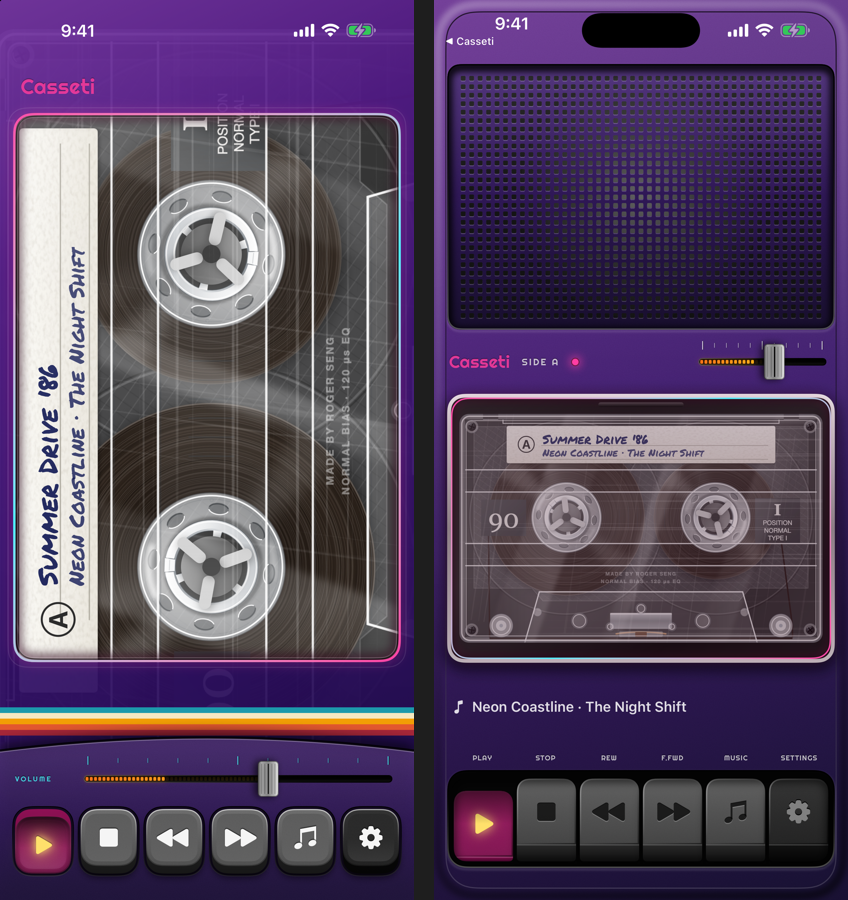 9:41
Casseti
I
POSITION
NORMAL
TYPE I
A
SUMMER DRIVE '86
NEON COASTLINE · THE NIGHT SHIFT
MADE BY ROGER SENG
NORMAL BIAS · 120 µs EQ
VOLUME
9:41
◀ Casseti
Casseti SIDE A
A
SUMMER DRIVE '86
NEON COASTLINE · THE NIGHT SHIFT
90
I
POSITION
NORMAL
TYPE I
MADE BY ROGER SENG
NORMAL BIAS · 120 µs EQ
Neon Coastline · The Night Shift
PLAY STOP REW F.FWD MUSIC SETTINGS